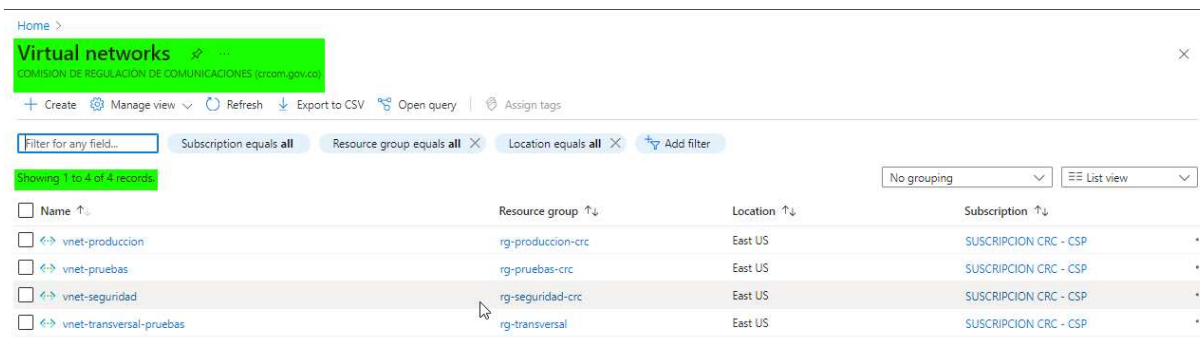 Home >
Virtual networks ...
COMISION DE REGULACIÓN DE COMUNICACIONES (crcom.gov.co)
+ Create Manage view Refresh Export to CSV Open query | Assign tags
Filter for any field... Subscription equals all Resource group equals all × Location equals all × Add filter
Showing 1 to 4 of 4 records.
No grouping List view
Name ↑↓ Resource group ↑↓ Location ↑↓ Subscription ↑↓
vnet-produccion rg-produccion-crc East US SUSCRIPCION CRC - CSP
vnet-pruebas rg-pruebas-crc East US SUSCRIPCION CRC - CSP
vnet-seguridad rg-seguridad-crc East US SUSCRIPCION CRC - CSP
vnet-transversal-pruebas rg-transversal East US SUSCRIPCION CRC - CSP